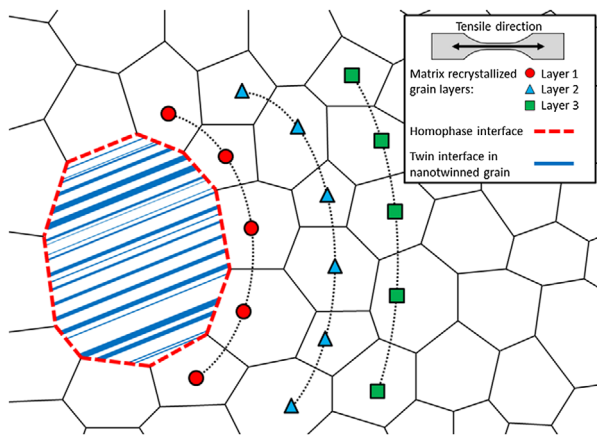 Tensile direction
Matrix recrystallized
grain layers:
Layer 1
Layer 2
Layer 3
Homophase interface
Twin interface in
nanotwinned grain